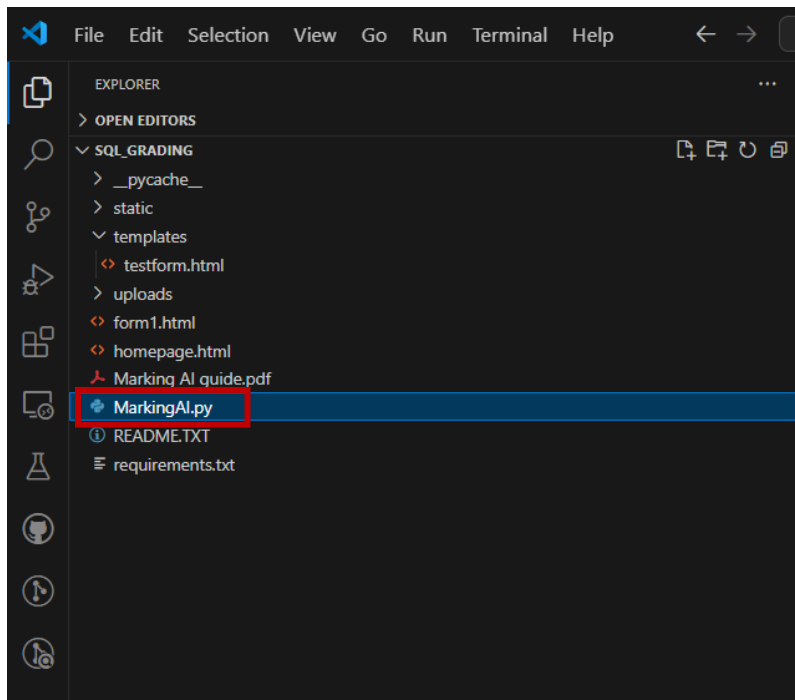 File Edit Selection View Go Run Terminal Help
EXPLORER
OPEN EDITORS
SQL_GRADING
__pycache__
static
templates
testform.html
uploads
form1.html
homepage.html
Marking AI guide.pdf
MarkingAI.py
README.TXT
requirements.txt